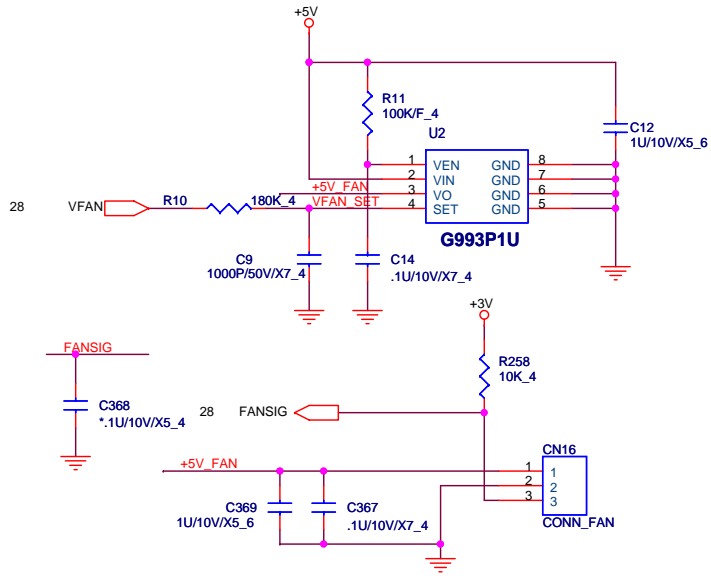 +5V
R11
100K/F_4
C12
1U/10V/X5_6
U2
1 VEN GND 8
2 VIN GND 7
+5V_FAN 3 VO GND 6
VFAN_SET 4 SET GND 5
28 VFAN R10 180K_4
G993P1U
C9
1000P/50V/X7_4
C14
.1U/10V/X7_4
+3V
FANSIG
R258
10K_4
C368
*.1U/10V/X5_4
28 FANSIG
CN16
+5V_FAN 1 1
2 2
3 3
C369
1U/10V/X5_6
C367
.1U/10V/X7_4
CONN_FAN